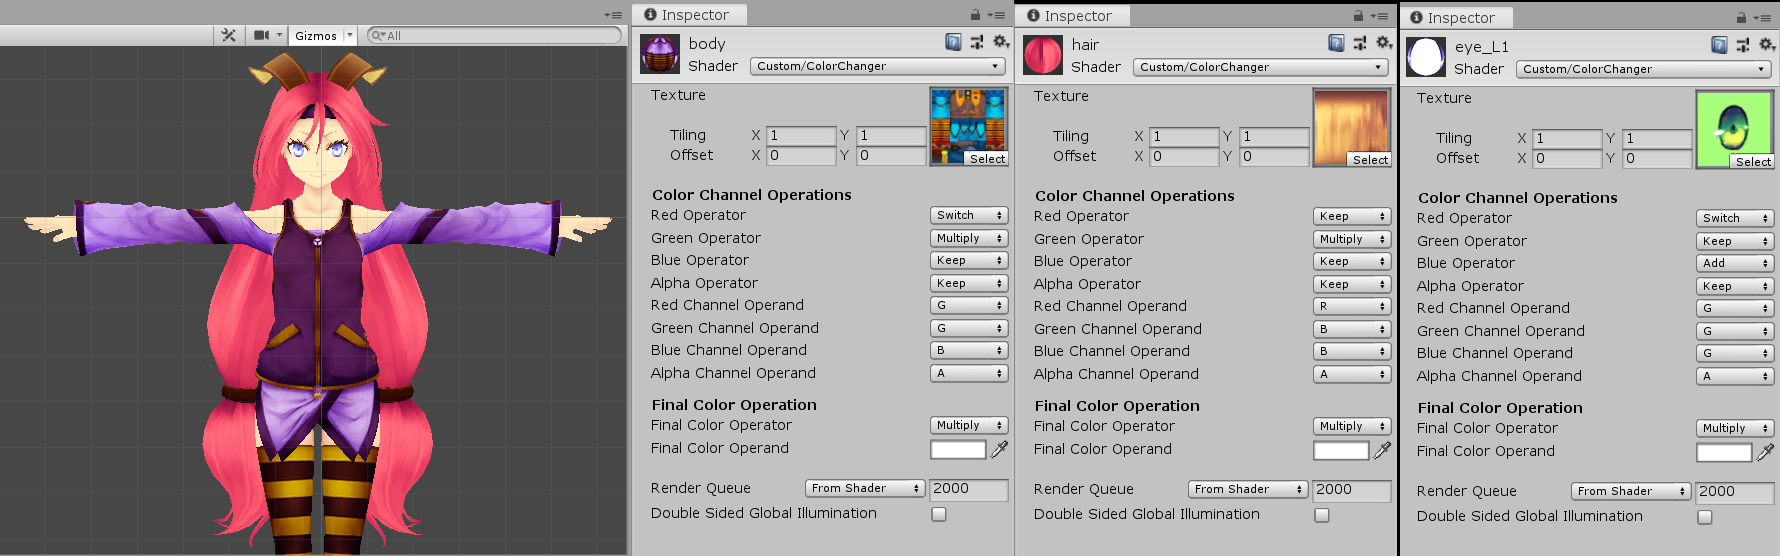 Gizmos
All
Inspector
body
Shader Custom/ColorChanger
Texture
Tiling X 1 Y 1
Offset X 0 Y 0
Select
Color Channel Operations
Red Operator Switch
Green Operator Multiply
Blue Operator Keep
Alpha Operator Keep
Red Channel Operand G
Green Channel Operand G
Blue Channel Operand B
Alpha Channel Operand A
Final Color Operation
Final Color Operator Multiply
Final Color Operand
Render Queue From Shader 2000
Double Sided Global Illumination
Inspector
hair
Shader Custom/ColorChanger
Texture
Tiling X 1 Y 1
Offset X 0 Y 0
Select
Color Channel Operations
Red Operator Keep
Green Operator Multiply
Blue Operator Keep
Alpha Operator Keep
Red Channel Operand R
Green Channel Operand B
Blue Channel Operand B
Alpha Channel Operand A
Final Color Operation
Final Color Operator Multiply
Final Color Operand
Render Queue From Shader 2000
Double Sided Global Illumination
Inspector
eye_L1
Shader Custom/ColorChanger
Texture
Tiling X 1 Y 1
Offset X 0 Y 0
Select
Color Channel Operations
Red Operator Switch
Green Operator Keep
Blue Operator Add
Alpha Operator Keep
Red Channel Operand G
Green Channel Operand G
Blue Channel Operand G
Alpha Channel Operand A
Final Color Operation
Final Color Operator Multiply
Final Color Operand
Render Queue From Shader 2000
Double Sided Global Illumination